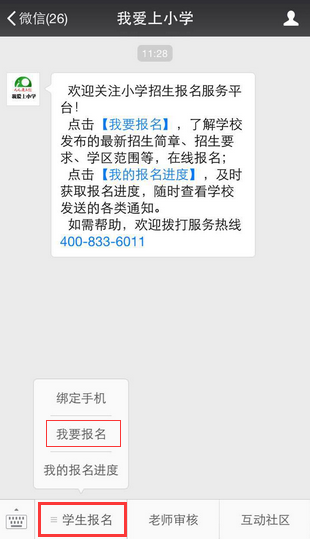 微信(26)
我爱上小学
11:28
我爱上小学
欢迎关注小学招生报名服务平
台！
点击【我要报名】，了解学校
发布的最新招生简章、招生要
求、学区范围等，在线报名；
点击【我的报名进度】，及时
获取报名进度，随时查看学校
发送的各类通知。
如需帮助，欢迎拨打服务热线
400-833-6011
绑定手机
我要报名
我的报名进度
学生报名
老师审核
互动社区